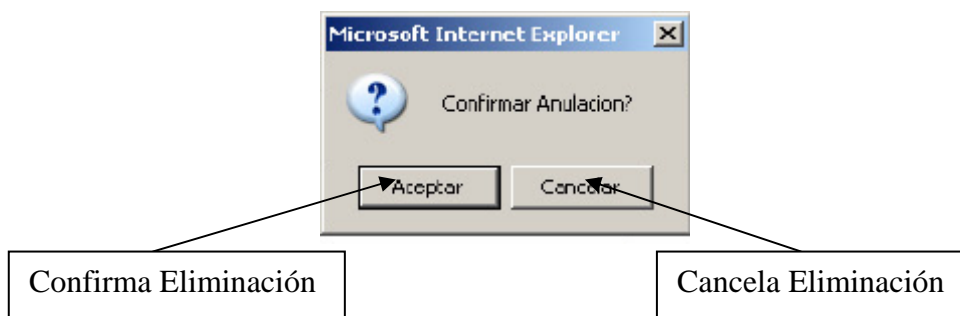 Microsoft Internet Explorer
Confirmar Anulacion?
Aceptar
Cancelar
Confirma Eliminación
Cancela Eliminación